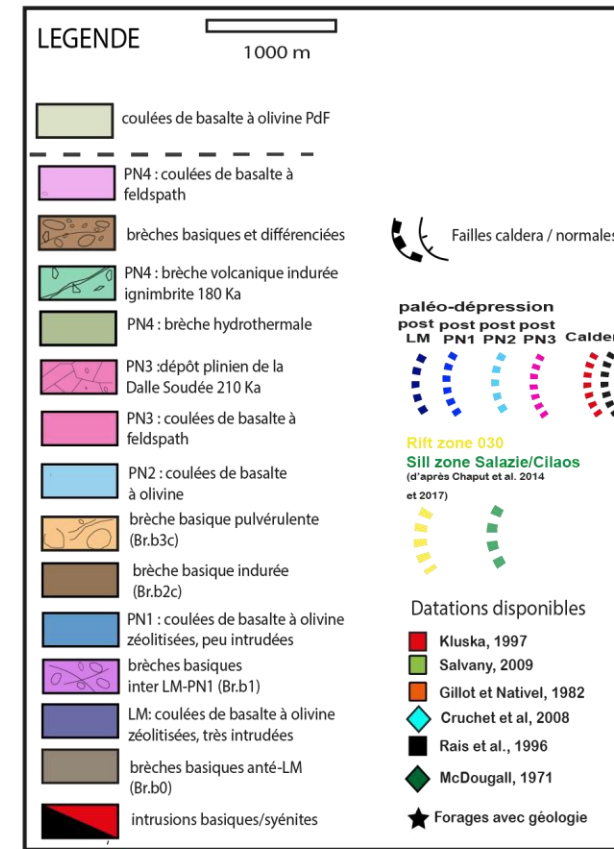 LEGENDE
1000 m
coulées de basalte à olivine PdF
PN4 : coulées de basalte à
feldspath
brèches basiques et différenciées
PN4 : brèche volcanique indurée
ignimbrite 180 Ka
PN4 : brèche hydrothermale
PN3 :dépôt plinien de la
Dalle Soudée 210 Ka
PN3 : coulées de basalte à
feldspath
PN2 : coulées de basalte
à olivine
brèche basique pulvérulente
(Br.b3c)
brèche basique indurée
(Br.b2c)
PN1 : coulées de basalte à olivine
zéolitisées, peu intrudées
brèches basiques
inter LM-PN1 (Br.b1)
LM: coulées de basalte à olivine
zéolitisées, très intrudées
brèches basiques anté-LM
(Br.b0)
intrusions basiques/syénites
Failles caldera / normales
paléo-dépression
post post post post
LM PN1 PN2 PN3 Calder
Rift zone 030
Sill zone Salazie/Cilaos
(d'après Chaput et al. 2014
et 2017)
Datations disponibles
Kluska, 1997
Salvany, 2009
Gillot et Nativel, 1982
Cruchet et al, 2008
Rais et al., 1996
McDougall, 1971
Forages avec géologie